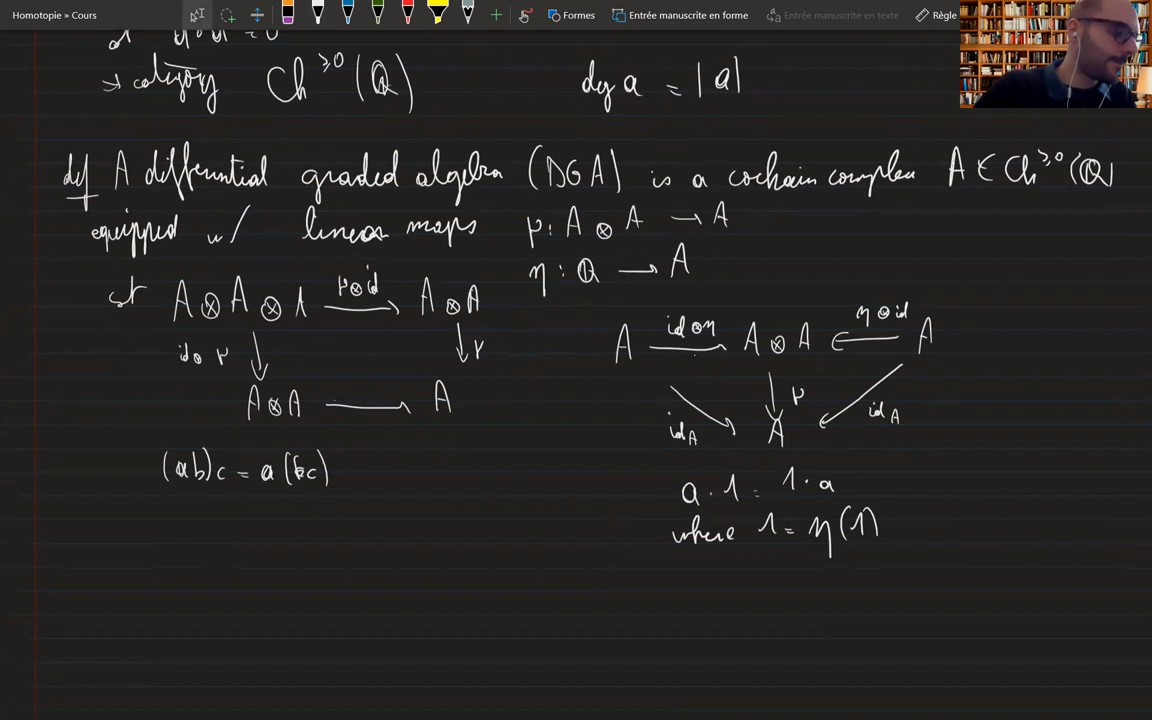 Homotopie » Cours
Formes
Entrée manuscrite en forme
Entrée manuscrite en texte
Règle
st
→ category Ch^{≥0}(ℚ) deg a = |a|
def A differential graded algebra (DGA) is a cochain complex A ∈ Ch^{≥0}(ℚ)
equipped w/ linear maps μ: A ⊗ A → A
η: ℚ → A
st A ⊗ A ⊗ A μ⊗id → A ⊗ A
id⊗μ ↓ ↓ μ
A ⊗ A → A
A id⊗η → A ⊗ A ← η⊗id A
id_A ↓ μ id_A
A
(ab)c = a(bc)
a · 1 = 1 · a
where 1 = η(1)